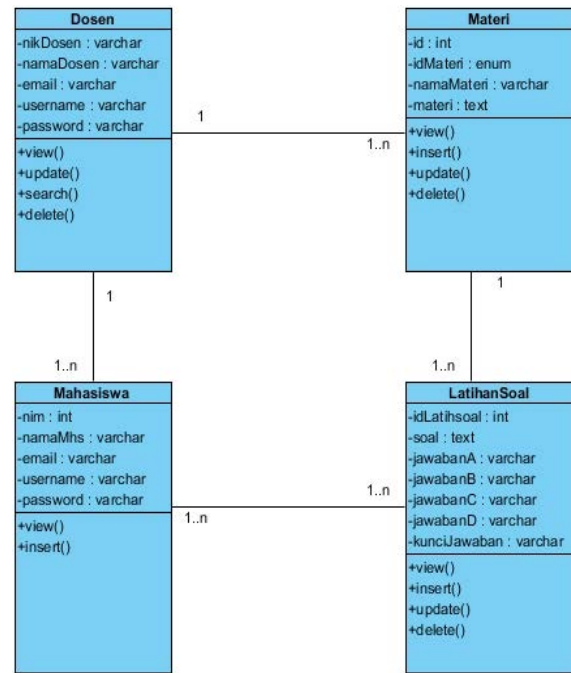 Dosen
-nikDosen : varchar
-namaDosen : varchar
-email : varchar
-username : varchar
-password : varchar
+view()
+update()
+search()
+delete()
Materi
-id : int
-idMateri : enum
-namaMateri : varchar
-materi : text
+view()
+insert()
+update()
+delete()
1
1..n
1
1..n
1
1..n
Mahasiswa
-nim : int
-namaMhs : varchar
-email : varchar
-username : varchar
-password : varchar
+view()
+insert()
LatihanSoal
-idLatihsoal : int
-soal : text
-jawabanA : varchar
-jawabanB : varchar
-jawabanC : varchar
-jawabanD : varchar
-kunciJawaban : varchar
+view()
+insert()
+update()
+delete()
1..n
1..n